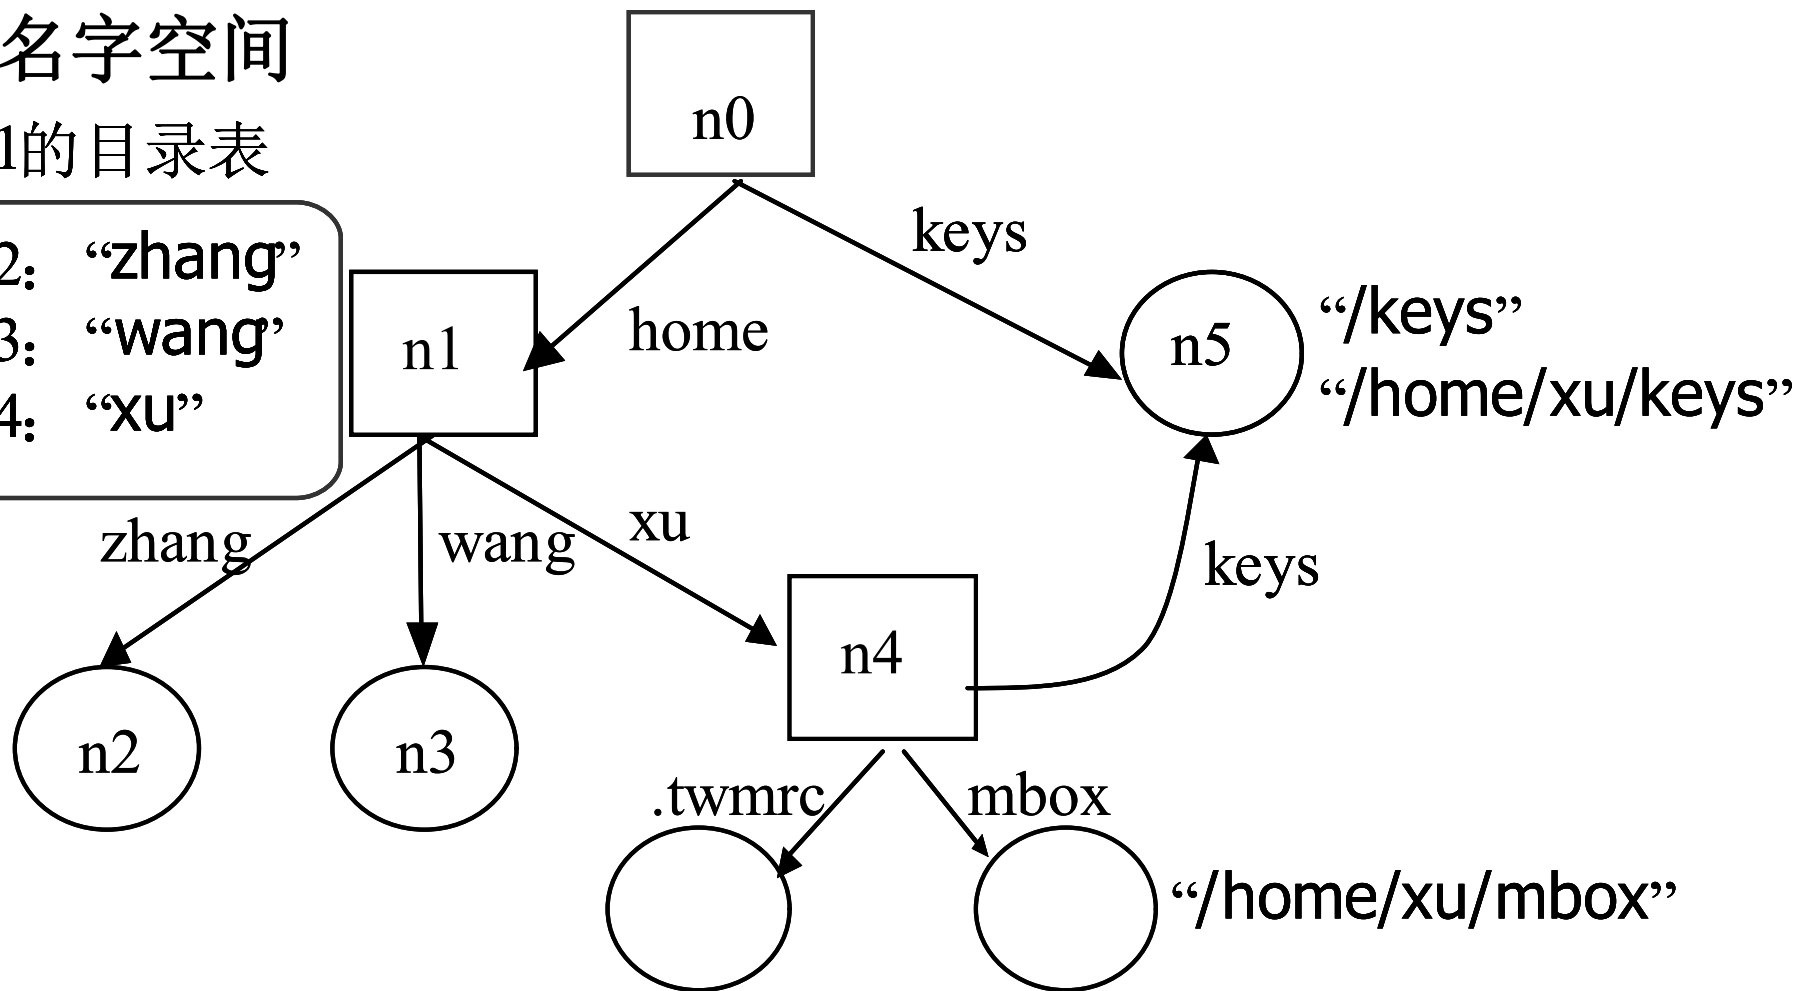 名字空间
1的目录表
n0
keys
2： “zhang”
3： “wang”
4： “xu”
n1
home
n5
“/keys”
“/home/xu/keys”
zhang
wang
xu
keys
n4
n2
n3
.twmrc
mbox
“/home/xu/mbox”